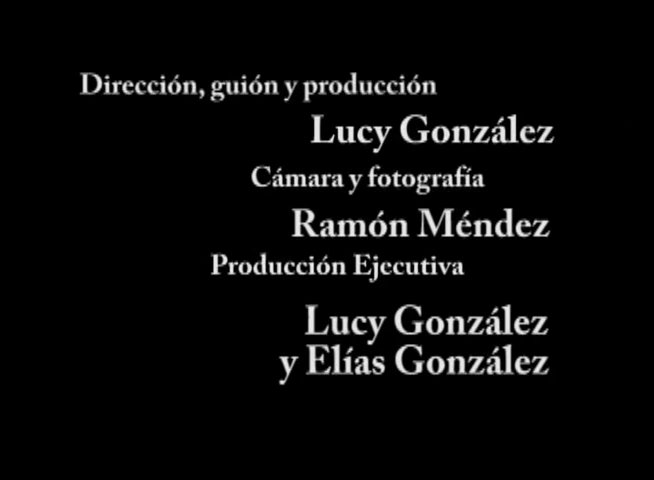 Dirección, guión y producción
Lucy González
Cámara y fotografía
Ramón Méndez
Producción Ejecutiva
Lucy González
y Elías González